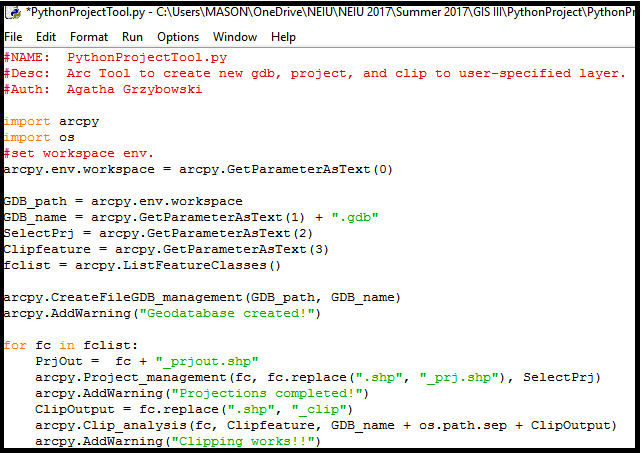 *PythonProjectTool.py - C:\Users\MASON\OneDrive\NEIU\NEIU 2017\Summer 2017\GIS III\PythonProject\PythonPr
File Edit Format Run Options Window Help
#NAME:  PythonProjectTool.py
#Desc:  Arc Tool to create new gdb, project, and clip to user-specified layer.
#Auth:  Agatha Grzybowski

import arcpy
import os
#set workspace env.
arcpy.env.workspace = arcpy.GetParameterAsText(0)

GDB_path = arcpy.env.workspace
GDB_name = arcpy.GetParameterAsText(1) + ".gdb"
SelectPrj = arcpy.GetParameterAsText(2)
Clipfeature = arcpy.GetParameterAsText(3)
fclist = arcpy.ListFeatureClasses()

arcpy.CreateFileGDB_management(GDB_path, GDB_name)
arcpy.AddWarning("Geodatabase created!")

for fc in fclist:
    PrjOut =  fc + "_prjout.shp"
    arcpy.Project_management(fc, fc.replace(".shp", "_prj.shp"), SelectPrj)
    arcpy.AddWarning("Projections completed!")
    ClipOutput = fc.replace(".shp", "_clip")
    arcpy.Clip_analysis(fc, Clipfeature, GDB_name + os.path.sep + ClipOutput)
    arcpy.AddWarning("Clipping works!!")